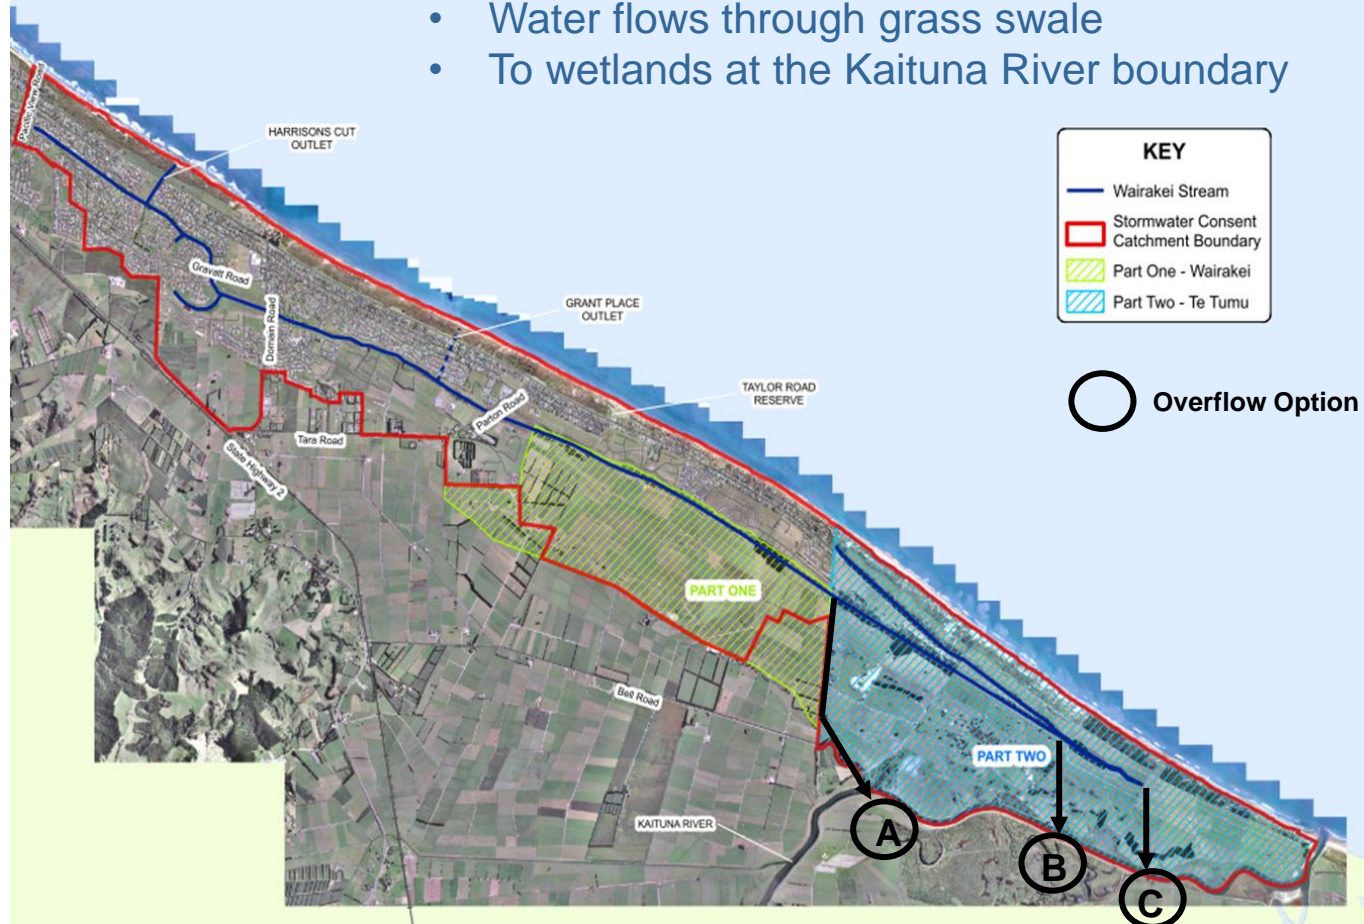 • Water flows through grass swale
• To wetlands at the Kaituna River boundary
Pacific View Road
HARRISONS CUT
OUTLET
KEY
Wairakei Stream
Stormwater Consent
Catchment Boundary
Part One - Wairakei
Part Two - Te Tumu
Gravatt Road
Domain Road
GRANT PLACE
OUTLET
TAYLOR ROAD
RESERVE
Overflow Option
Parton Road
Tara Road
State Highway 2
PART ONE
Bell Road
PART TWO
KAITUNA RIVER
A
B
C